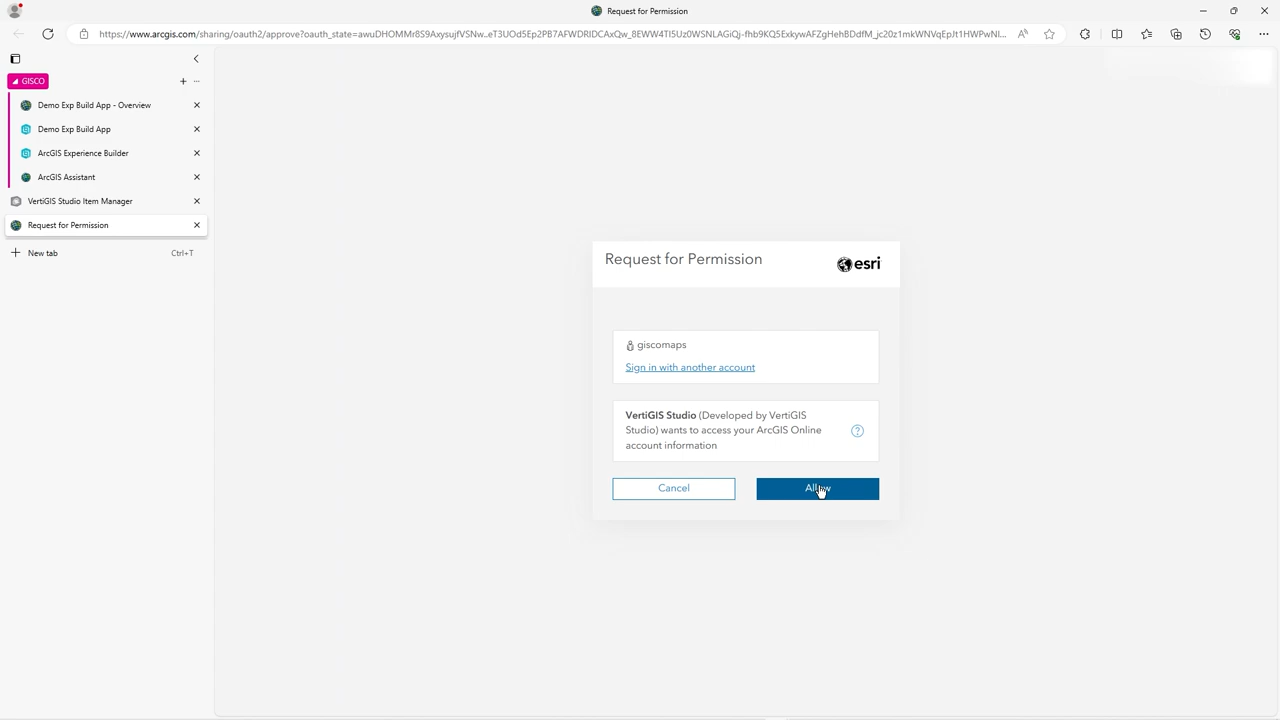 Request for Permission
https://www.arcgis.com/sharing/oauth2/approve?oauth_state=awuDHOMMr8S9AxysujfVSNw..eT3UOd5Ep2PB7AFWDRIDCAxQw_8EWW4TI5Uz0WSNLAGiQj-fhb9KQ5ExkywAFZgHehBDdfM_jc20z1mkWNVqEpJt1HWPwNl...
GISCO
Demo Exp Build App - Overview
Demo Exp Build App
ArcGIS Experience Builder
ArcGIS Assistant
VertiGIS Studio Item Manager
Request for Permission
New tab Ctrl+T
Request for Permission
esri
giscomaps
Sign in with another account
VertiGIS Studio (Developed by VertiGIS
Studio) wants to access your ArcGIS Online
account information
?
Cancel
Allow